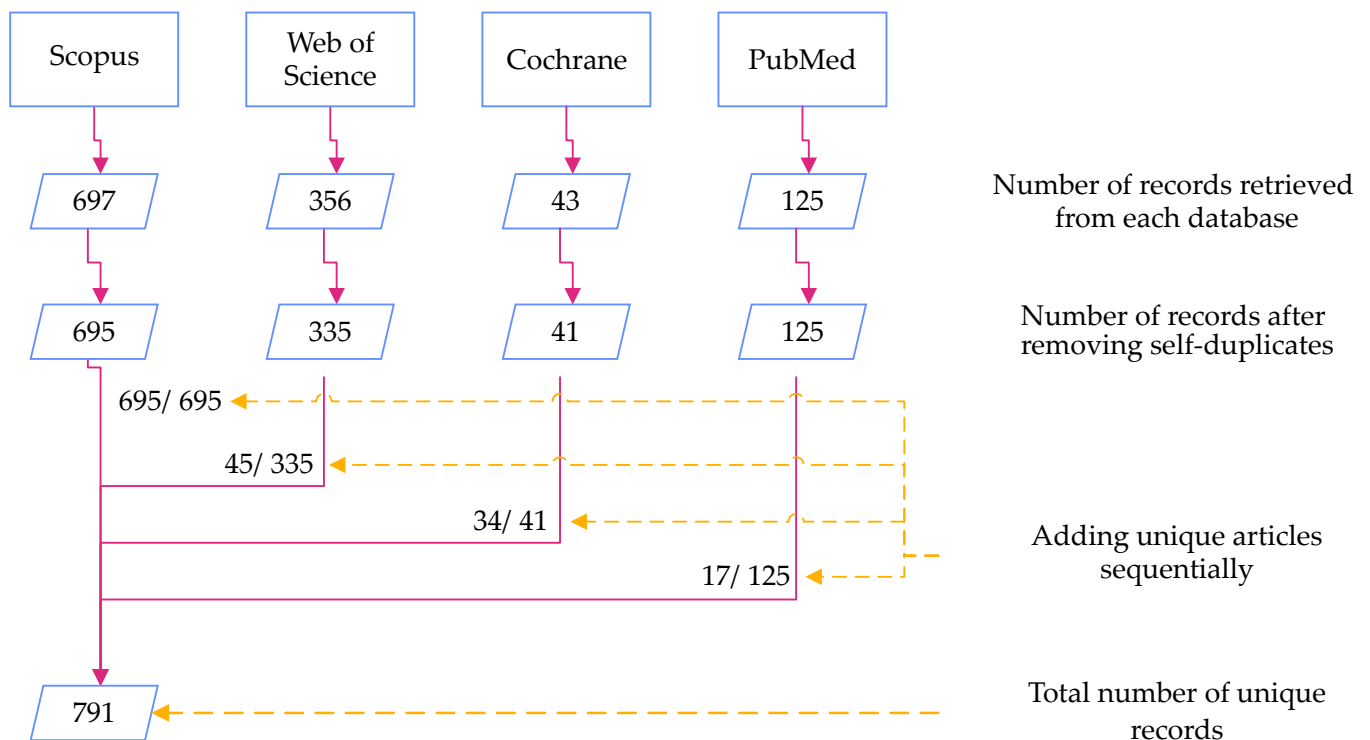 Scopus
Web of
Science
Cochrane
PubMed
697
356
43
125
Number of records retrieved
from each database
695
335
41
125
Number of records after
removing self-duplicates
695/ 695
45/ 335
34/ 41
17/ 125
Adding unique articles
sequentially
791
Total number of unique
records